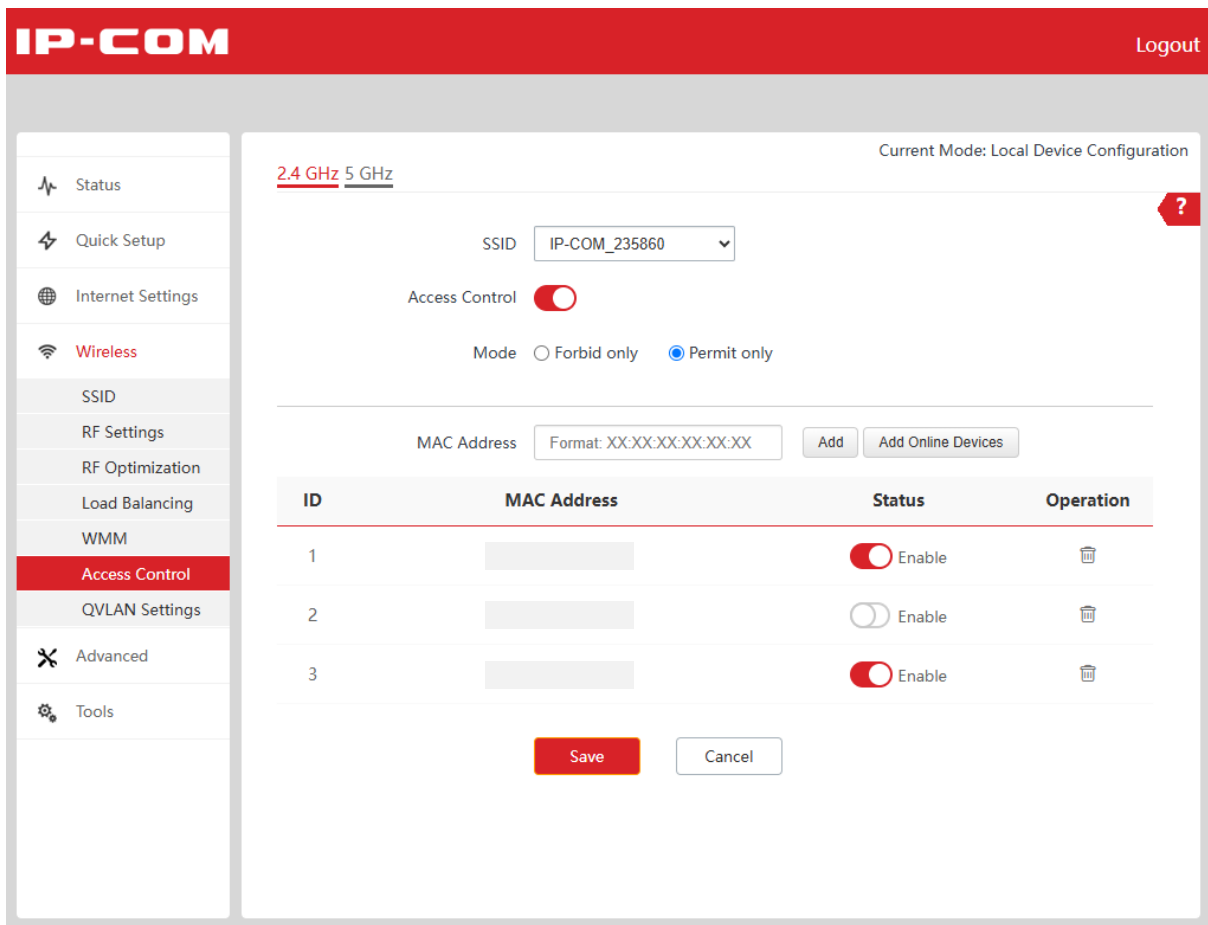 IP-COM
Logout
Current Mode: Local Device Configuration
2.4 GHz 5 GHz
?
Status
Quick Setup
Internet Settings
Wireless
SSID
RF Settings
RF Optimization
Load Balancing
WMM
Access Control
QVLAN Settings
Advanced
Tools
SSID IP-COM_235860
Access Control
Mode Forbid only Permit only
MAC Address Format: XX:XX:XX:XX:XX:XX Add Add Online Devices
ID MAC Address Status Operation
1 Enable
2 Enable
3 Enable
Save Cancel